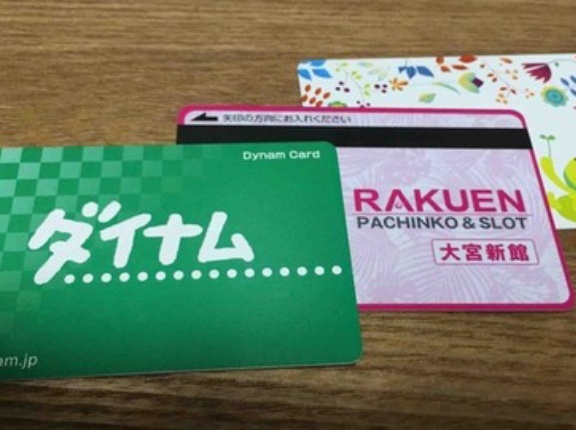 矢印の方向にお入れください
Dynam Card
ダイナム
RAKUEN
PACHINKO & SLOT
大宮新館
em.jp